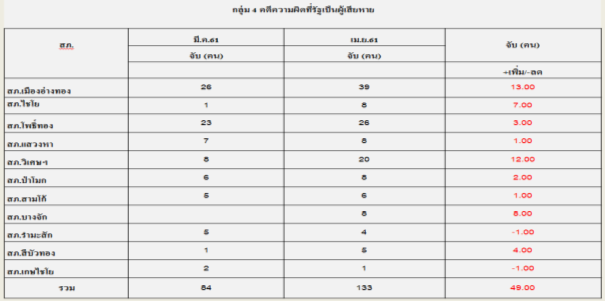 กลุ่ม 4 คดีความผิดที่รัฐเป็นผู้เสียหาย
สภ. มี.ค.61 เม.ย.61 จับ (คน)
จับ (คน) จับ (คน)
+เพิ่ม/-ลด
สภ.เมืองอ่างทอง 26 39 13.00
สภ.ไชโย 1 8 7.00
สภ.โพธิ์ทอง 23 26 3.00
สภ.แสวงหา 7 8 1.00
สภ.วิเศษฯ 8 20 12.00
สภ.ป่าโมก 6 8 2.00
สภ.สามโก้ 5 6 1.00
สภ.บางจัก 8 8.00
สภ.รำมะสัก 5 4 -1.00
สภ.สีบัวทอง 1 5 4.00
สภ.เกษไชโย 2 1 -1.00
รวม 84 133 49.00